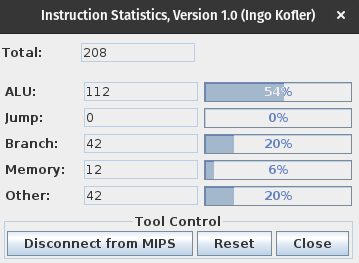 Instruction Statistics, Version 1.0 (Ingo Kofler) ×
Total: 208
ALU: 112 54%
Jump: 0 0%
Branch: 42 20%
Memory: 12 6%
Other: 42 20%
Tool Control
Disconnect from MIPS Reset Close